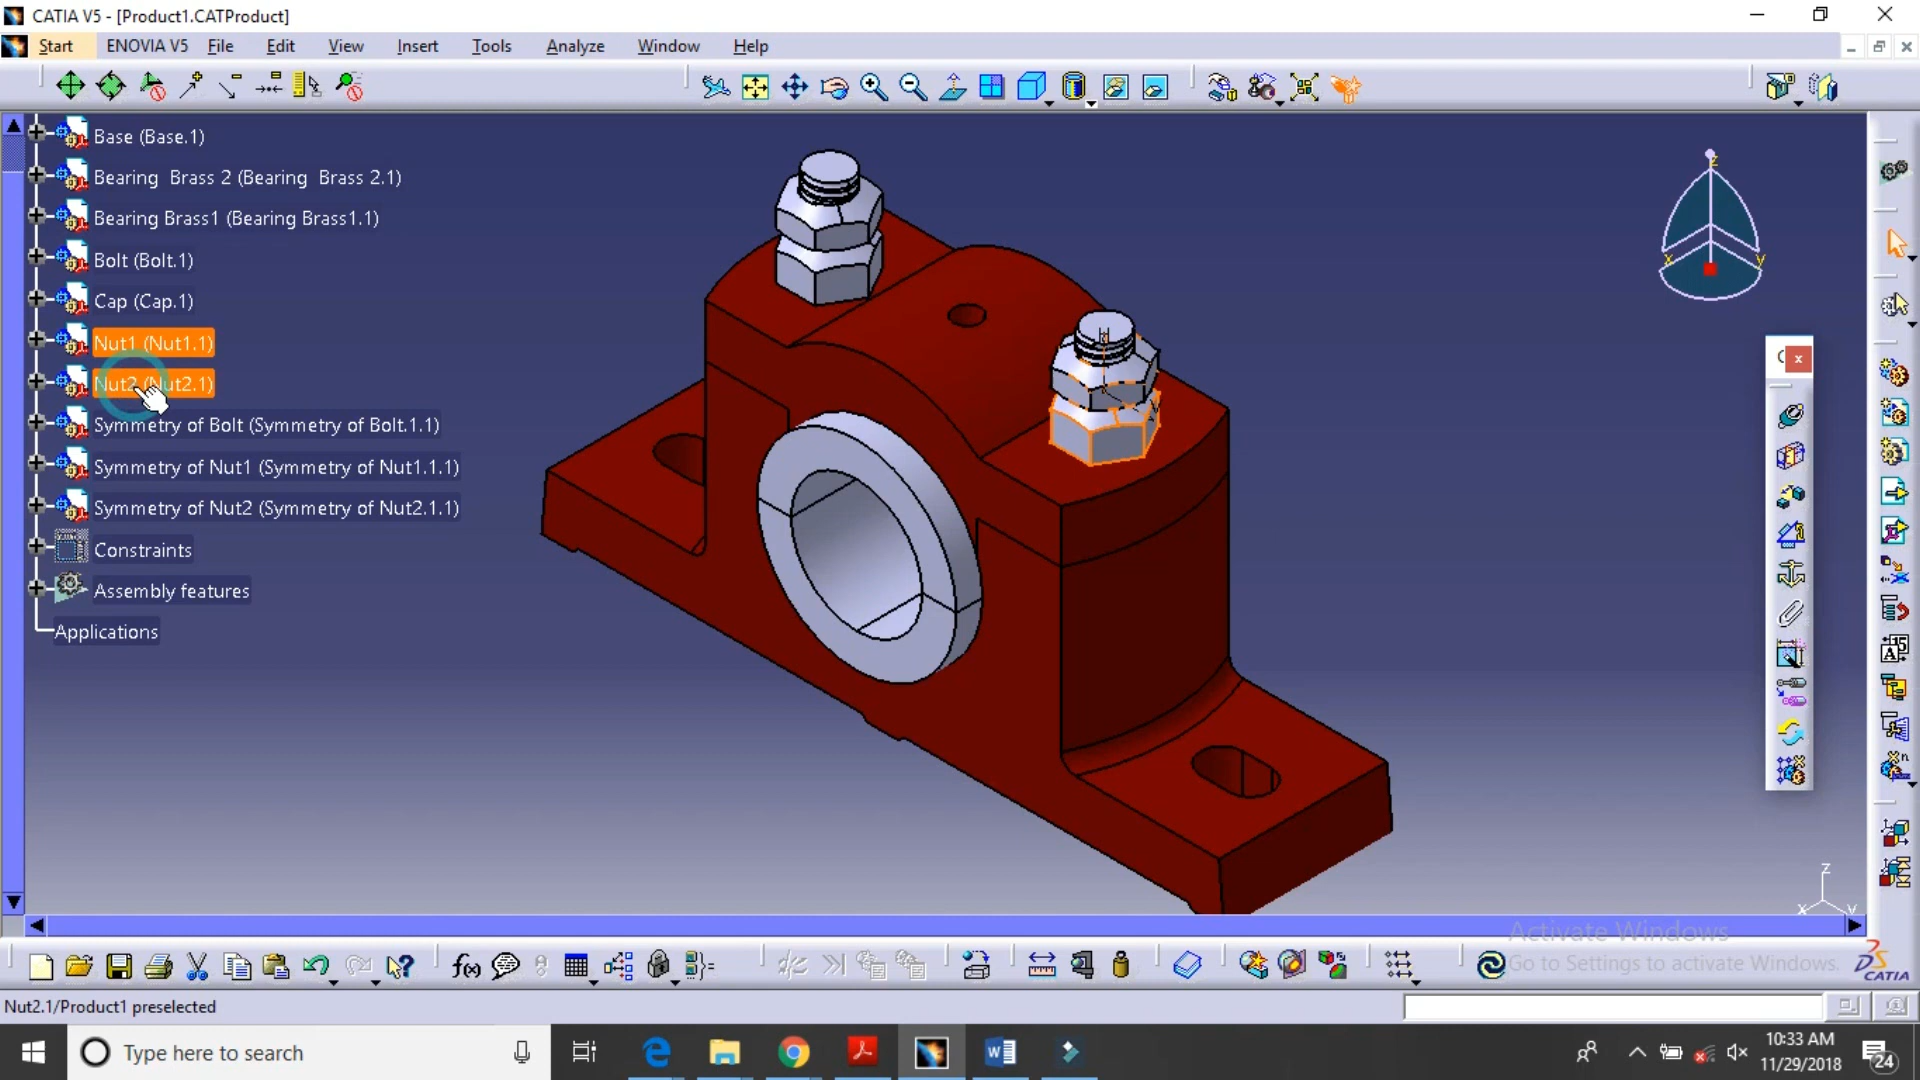 CATIA V5 - [Product1.CATProduct]
Start ENOVIA V5 File Edit View Insert Tools Analyze Window Help
Base (Base.1)
Bearing Brass 2 (Bearing Brass 2.1)
Bearing Brass1 (Bearing Brass1.1)
Bolt (Bolt.1)
Cap (Cap.1)
Nut1 (Nut1.1)
Nut2 (Nut2.1)
Symmetry of Bolt (Symmetry of Bolt.1.1)
Symmetry of Nut1 (Symmetry of Nut1.1.1)
Symmetry of Nut2 (Symmetry of Nut2.1.1)
Constraints
Assembly features
Applications
z
x y
z
x y
Activate Windows
Go to Settings to activate Windows.
CATIA
Nut2.1/Product1 preselected
Type here to search
10:33 AM
11/29/2018
24